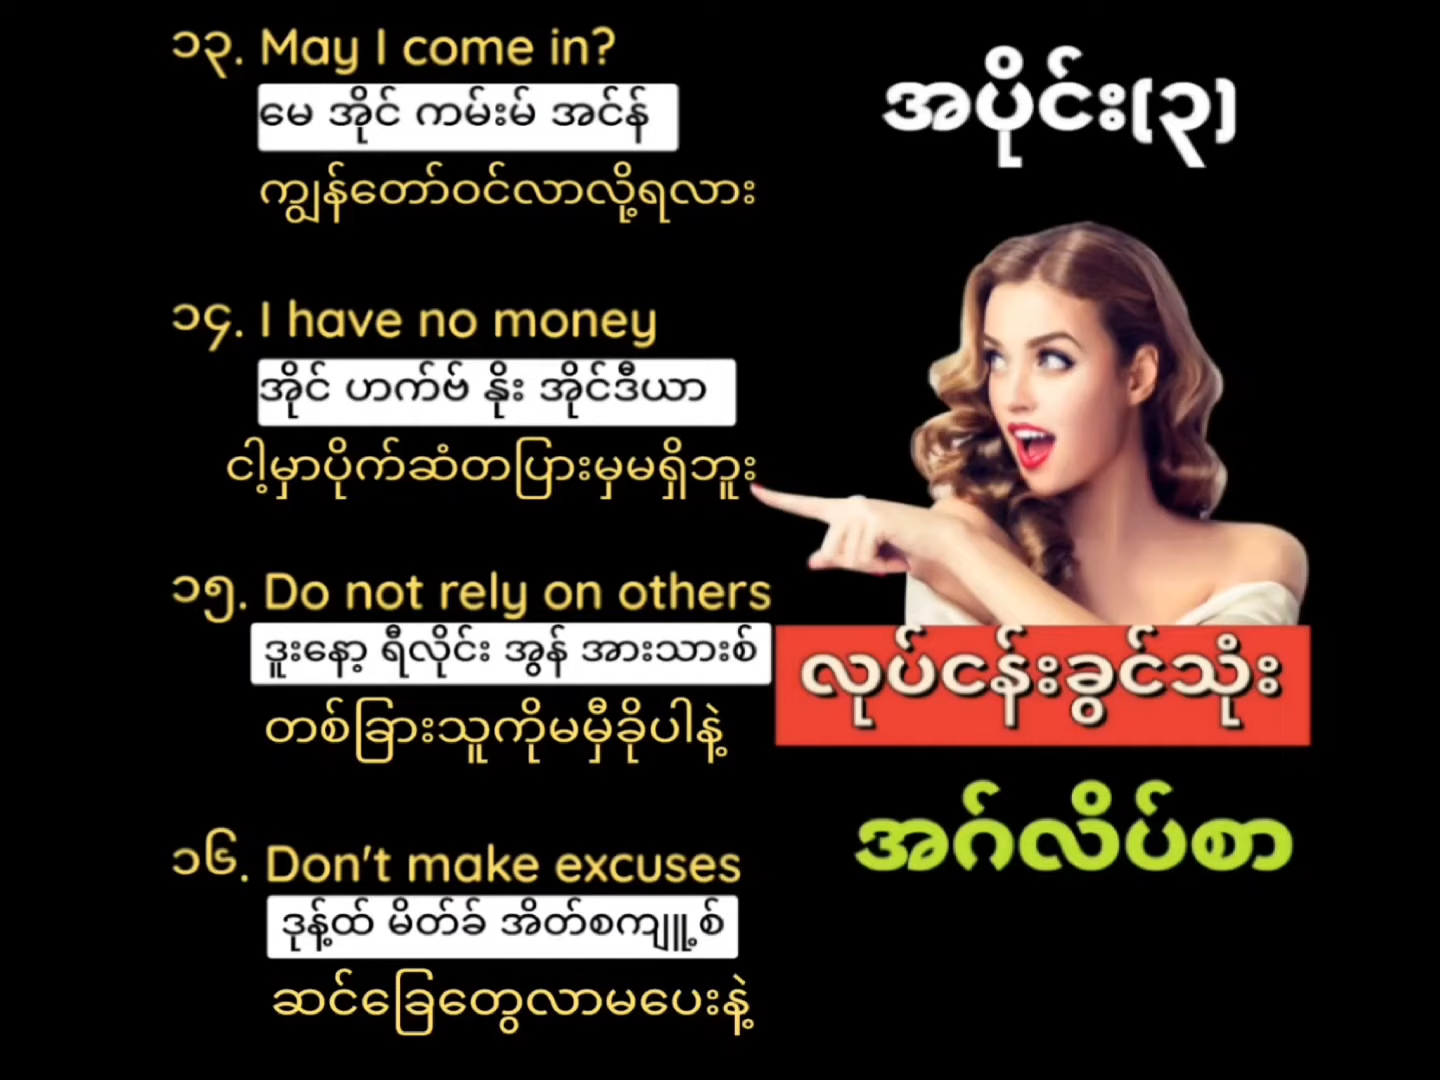 ၁၃. May I come in?
မေ အိုင် ကမ်းမ် အင်န်
ကျွန်တော်ဝင်လာလို့ရလား
၁၄. I have no money
အိုင် ဟက်ဗ် နိုး အိုင်ဒီယာ
ငါ့မှာပိုက်ဆံတပြားမှမရှိဘူး
၁၅. Do not rely on others
ဒူးနော့ ရီလိုင်း အွန် အားသားစ်
တစ်ခြားသူကိုမမှီခိုပါနဲ့
၁၆. Don't make excuses
ဒုန့်ထ် မိတ်ခ် အိတ်စကျူူ့စ်
ဆင်ခြေတွေလာမပေးနဲ့
အပိုင်း(၃)
လုပ်ငန်းခွင်သုံး
အင်္ဂလိပ်စာ